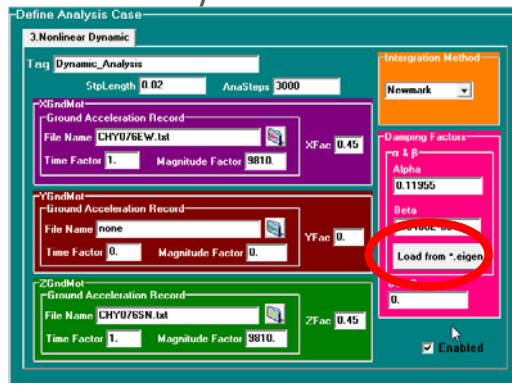 Define Analysis Case
3.Nonlinear Dynamic
Tag Dynamic_Analysis
StpLength 0.02 AnaSteps 3000
XGndMot
Ground Acceleration Record
File Name CHY076EW.txt
Time Factor 1. Magnitude Factor 9810.
XFac 0.45
YGndMot
Ground Acceleration Record
File Name none
Time Factor 0. Magnitude Factor 0.
YFac 0.
ZGndMot
Ground Acceleration Record
File Name CHY076SN.txt
Time Factor 1. Magnitude Factor 9810.
ZFac 0.45
Intergration Method
Newmark
Damping Factors
α & β
Alpha
0.11955
Beta
Load from *.eigen
0.
Enabled